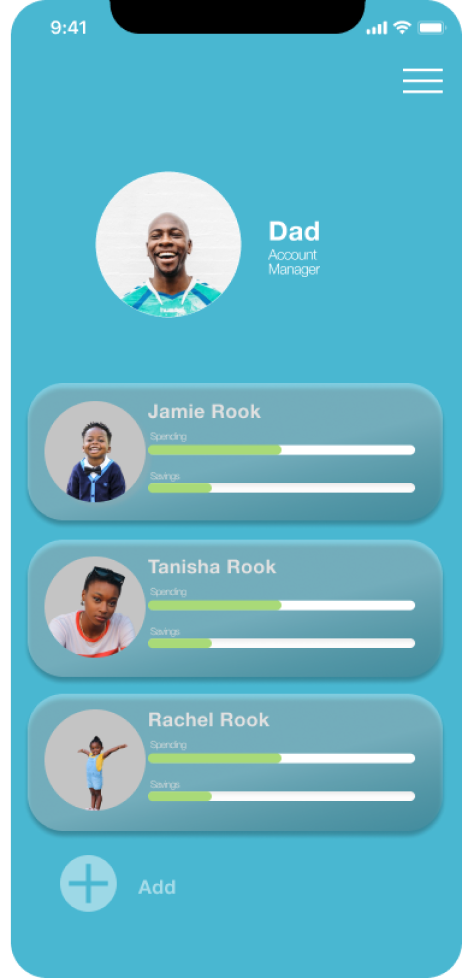 9:41
Dad
Account
Manager
Jamie Rook
Spending
Savings
Tanisha Rook
Spending
Savings
Rachel Rook
Spending
Savings
Add